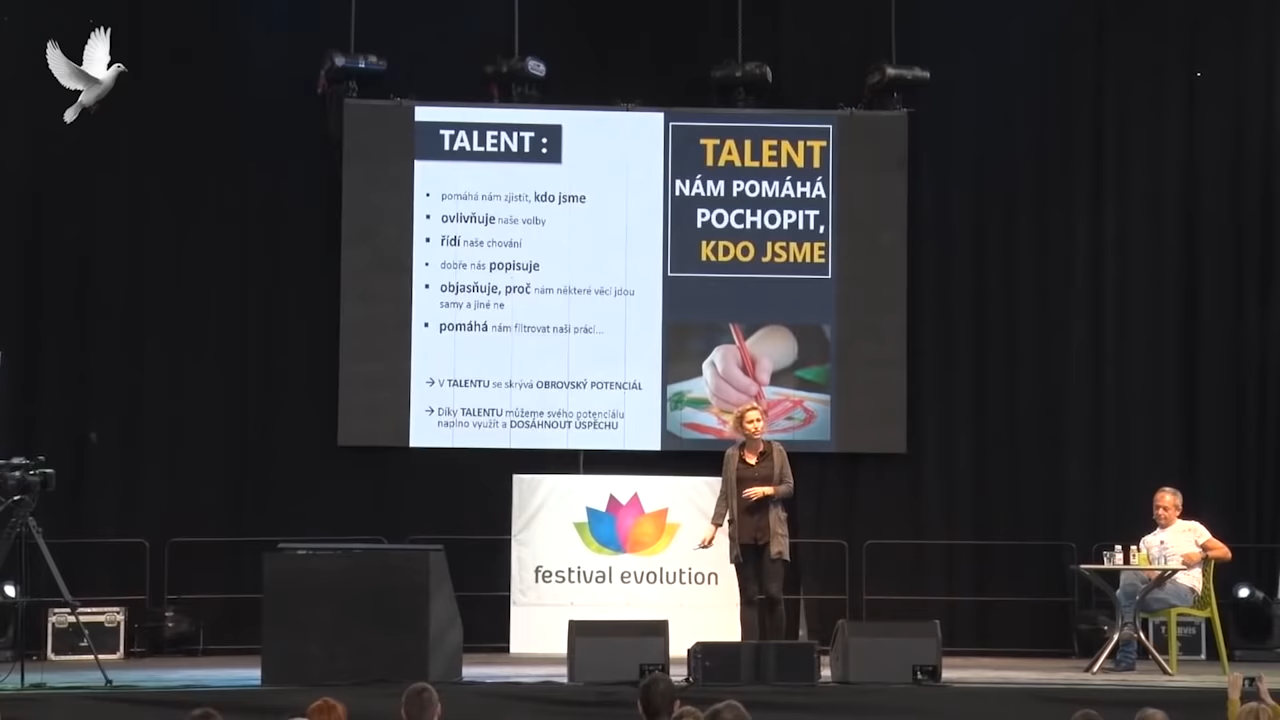 TALENT :
pomáhá nám zjistit, kdo jsme
ovlivňuje naše volby
řídí naše chování
dobře nás popisuje
objasňuje, proč nám některé věci jdou
samy a jiné ne
pomáhá nám filtrovat naši práci...
→ V TALENTU se skrývá OBROVSKÝ POTENCIÁL
→ Díky TALENTU můžeme svého potenciálu
naplno využít a DOSÁHNOUT ÚSPĚCHU
TALENT
NÁM POMÁHÁ
POCHOPIT,
KDO JSME
festival evolution